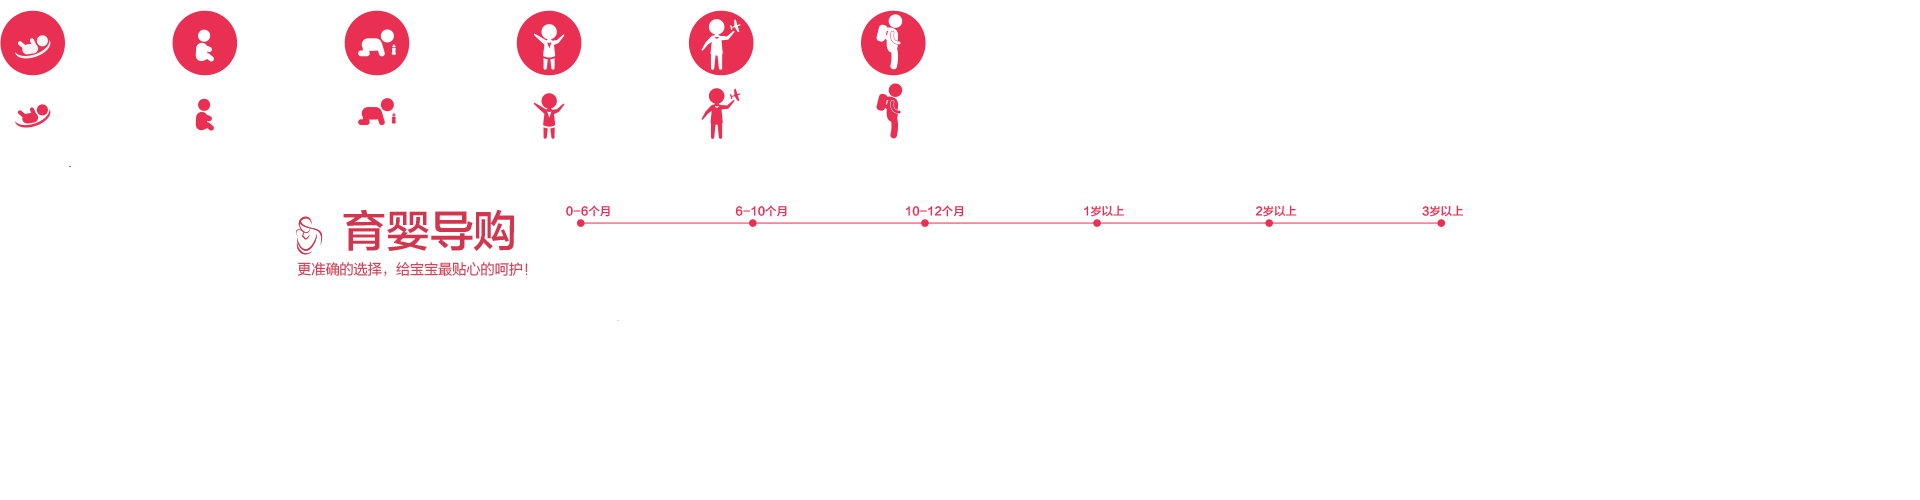 0-6个月
6-10个月
10-12个月
1岁以上
2岁以上
3岁以上
育婴导购
更准确的选择，给宝宝最贴心的呵护！